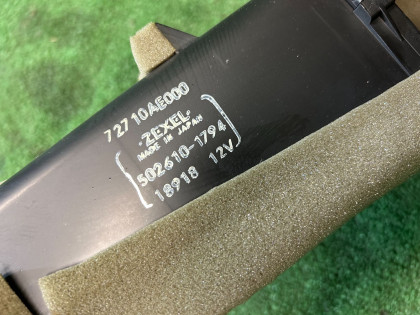 72710AE000
·ZEXEL·
MADE IN JAPAN
502610-1794
18918 12V